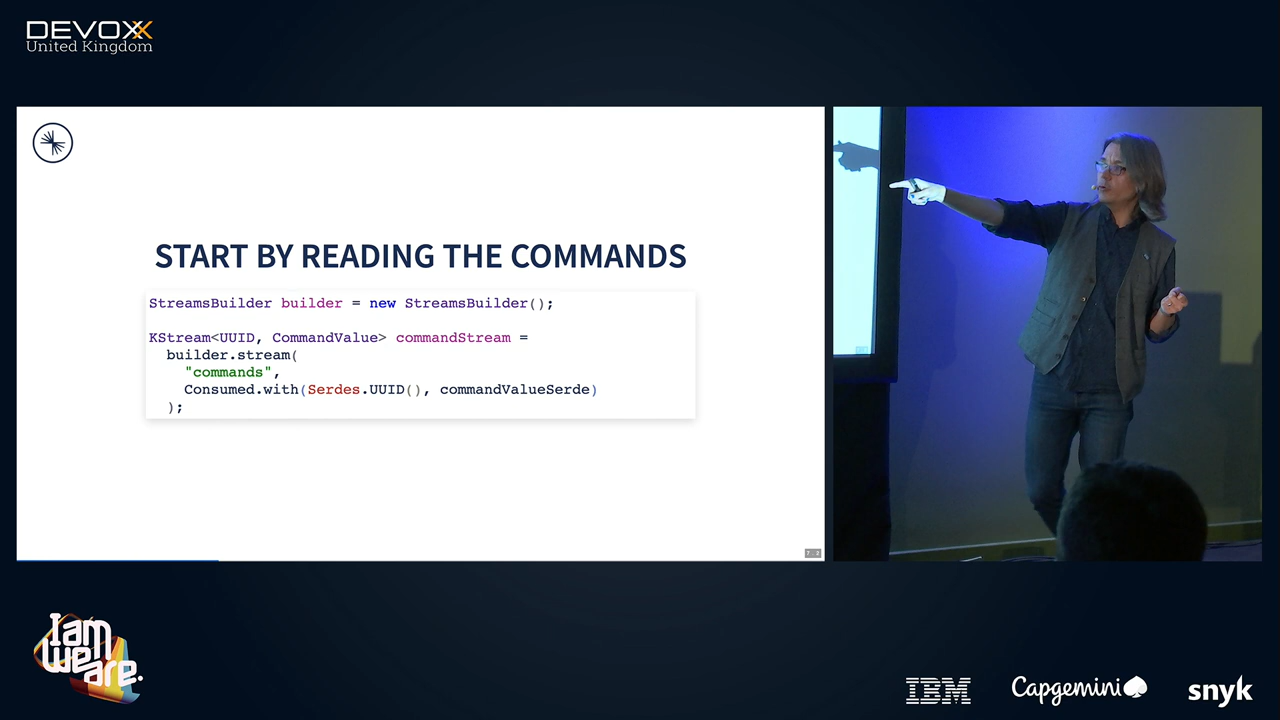 DEVOXX
United Kingdom
START BY READING THE COMMANDS
StreamsBuilder builder = new StreamsBuilder();
KStream<UUID, CommandValue> commandStream =
builder.stream(
"commands",
Consumed.with(Serdes.UUID(), commandValueSerde)
);
I am
We are.
IBM
Capgemini
snyk